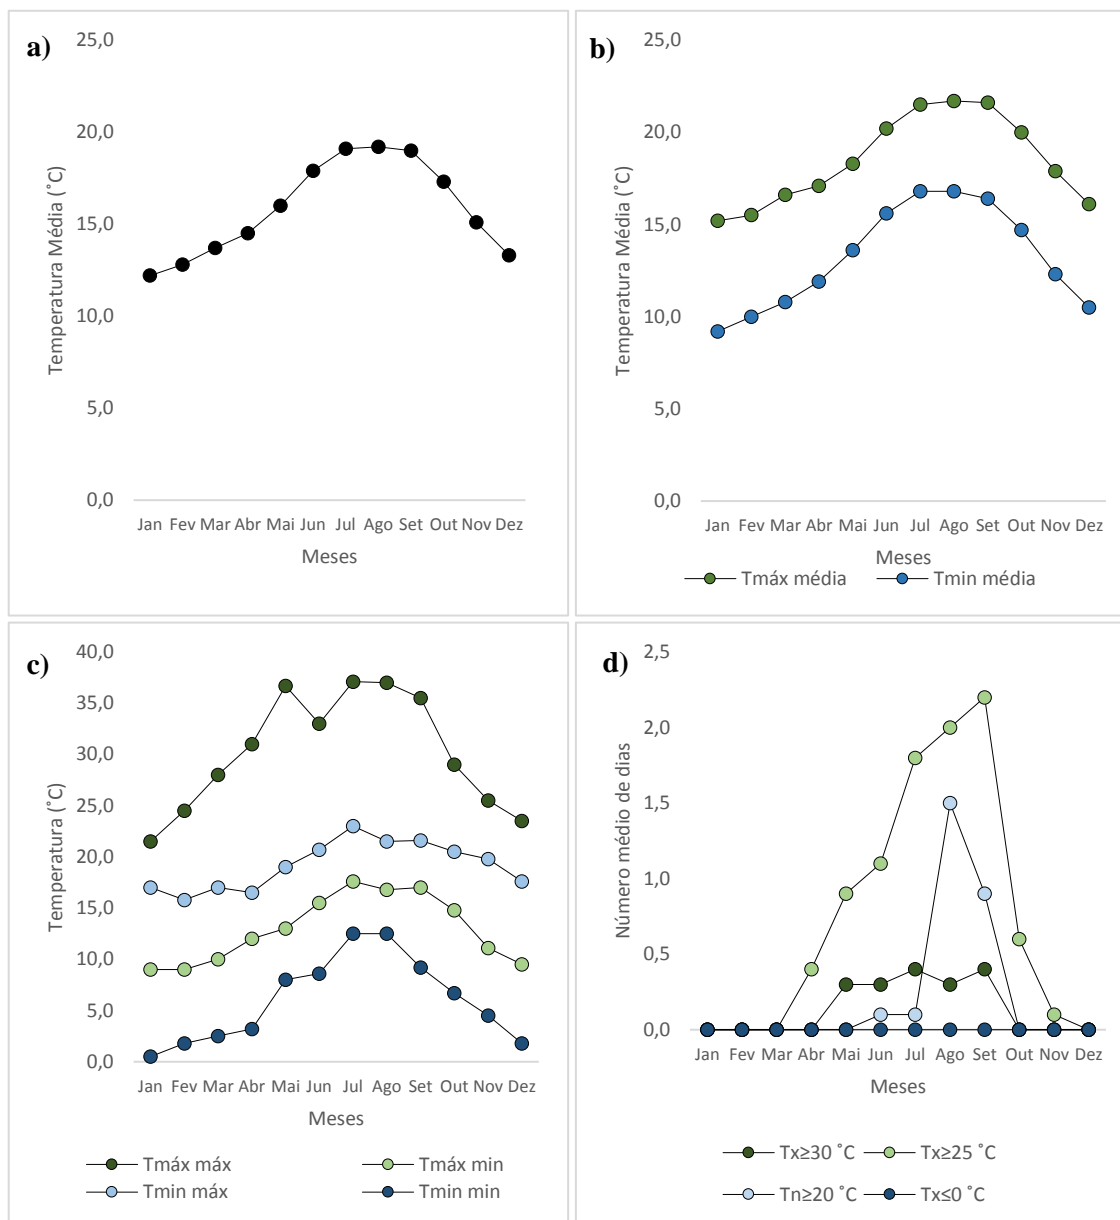 a)
25,0
20,0
15,0
10,0
5,0
0,0
Temperatura Média (˚C)
Jan Fev Mar Abr Mai Jun Jul Ago Set Out Nov Dez
Meses
b)
25,0
20,0
15,0
10,0
5,0
0,0
Temperatura Média (˚C)
Jan Fev Mar Abr Mai Jun Jul Ago Set Out Nov Dez
Meses
Tmáx média Tmin média
c)
40,0
35,0
30,0
25,0
20,0
15,0
10,0
5,0
0,0
Temperatura (˚C)
Jan Fev Mar Abr Mai Jun Jul Ago Set Out Nov Dez
Meses
Tmáx máx Tmáx min
Tmin máx Tmin min
d)
2,5
2,0
1,5
1,0
0,5
0,0
Número médio de dias
Jan Fev Mar Abr Mai Jun Jul Ago Set Out Nov Dez
Meses
Tx≥30 ˚C Tx≥25 ˚C
Tn≥20 ˚C Tx≤0 ˚C